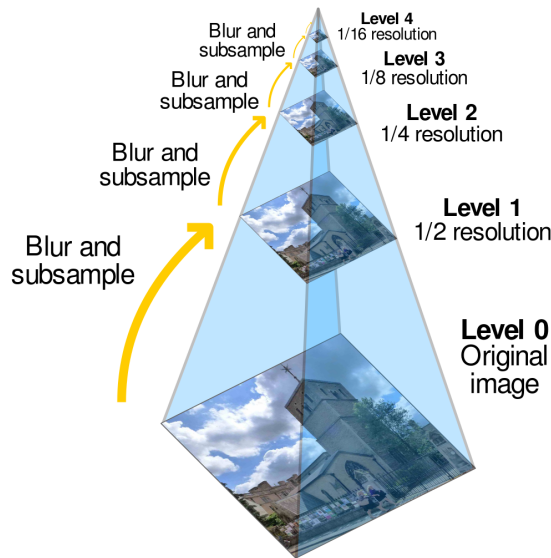 Level 4
1/16 resolution
Blur and
subsample
Level 3
1/8 resolution
Blur and
subsample
Level 2
1/4 resolution
Blur and
subsample
Level 1
1/2 resolution
Blur and
subsample
Level 0
Original
image